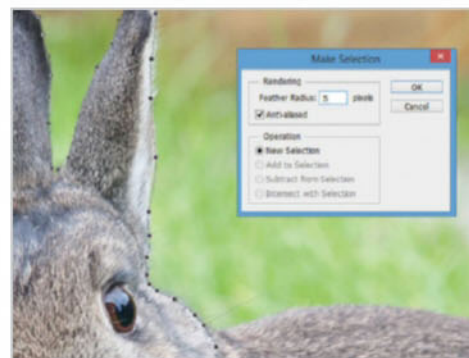 Make Selection
Rendering
Feather Radius: 5 pixels
Anti-aliased
OK
Cancel
Operation
New Selection
Add to Selection
Subtract from Selection
Intersect with Selection